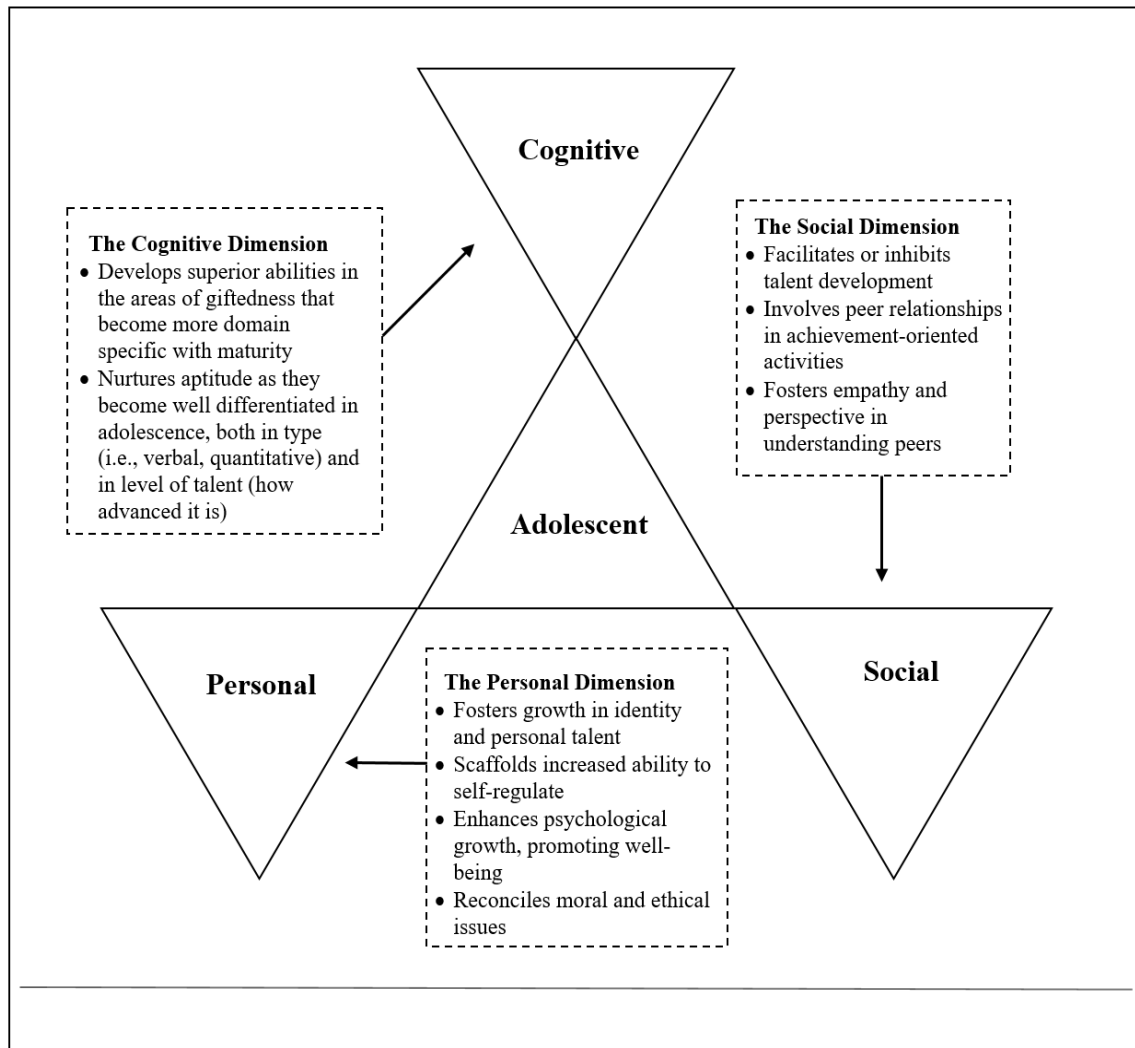 Cognitive
The Cognitive Dimension
• Develops superior abilities in
the areas of giftedness that
become more domain
specific with maturity
• Nurtures aptitude as they
become well differentiated in
adolescence, both in type
(i.e., verbal, quantitative) and
in level of talent (how
advanced it is)
The Social Dimension
• Facilitates or inhibits
talent development
• Involves peer relationships
in achievement-oriented
activities
• Fosters empathy and
perspective in
understanding peers
Adolescent
Personal
The Personal Dimension
• Fosters growth in identity
and personal talent
• Scaffolds increased ability to
self-regulate
• Enhances psychological
growth, promoting well-
being
• Reconciles moral and ethical
issues
Social